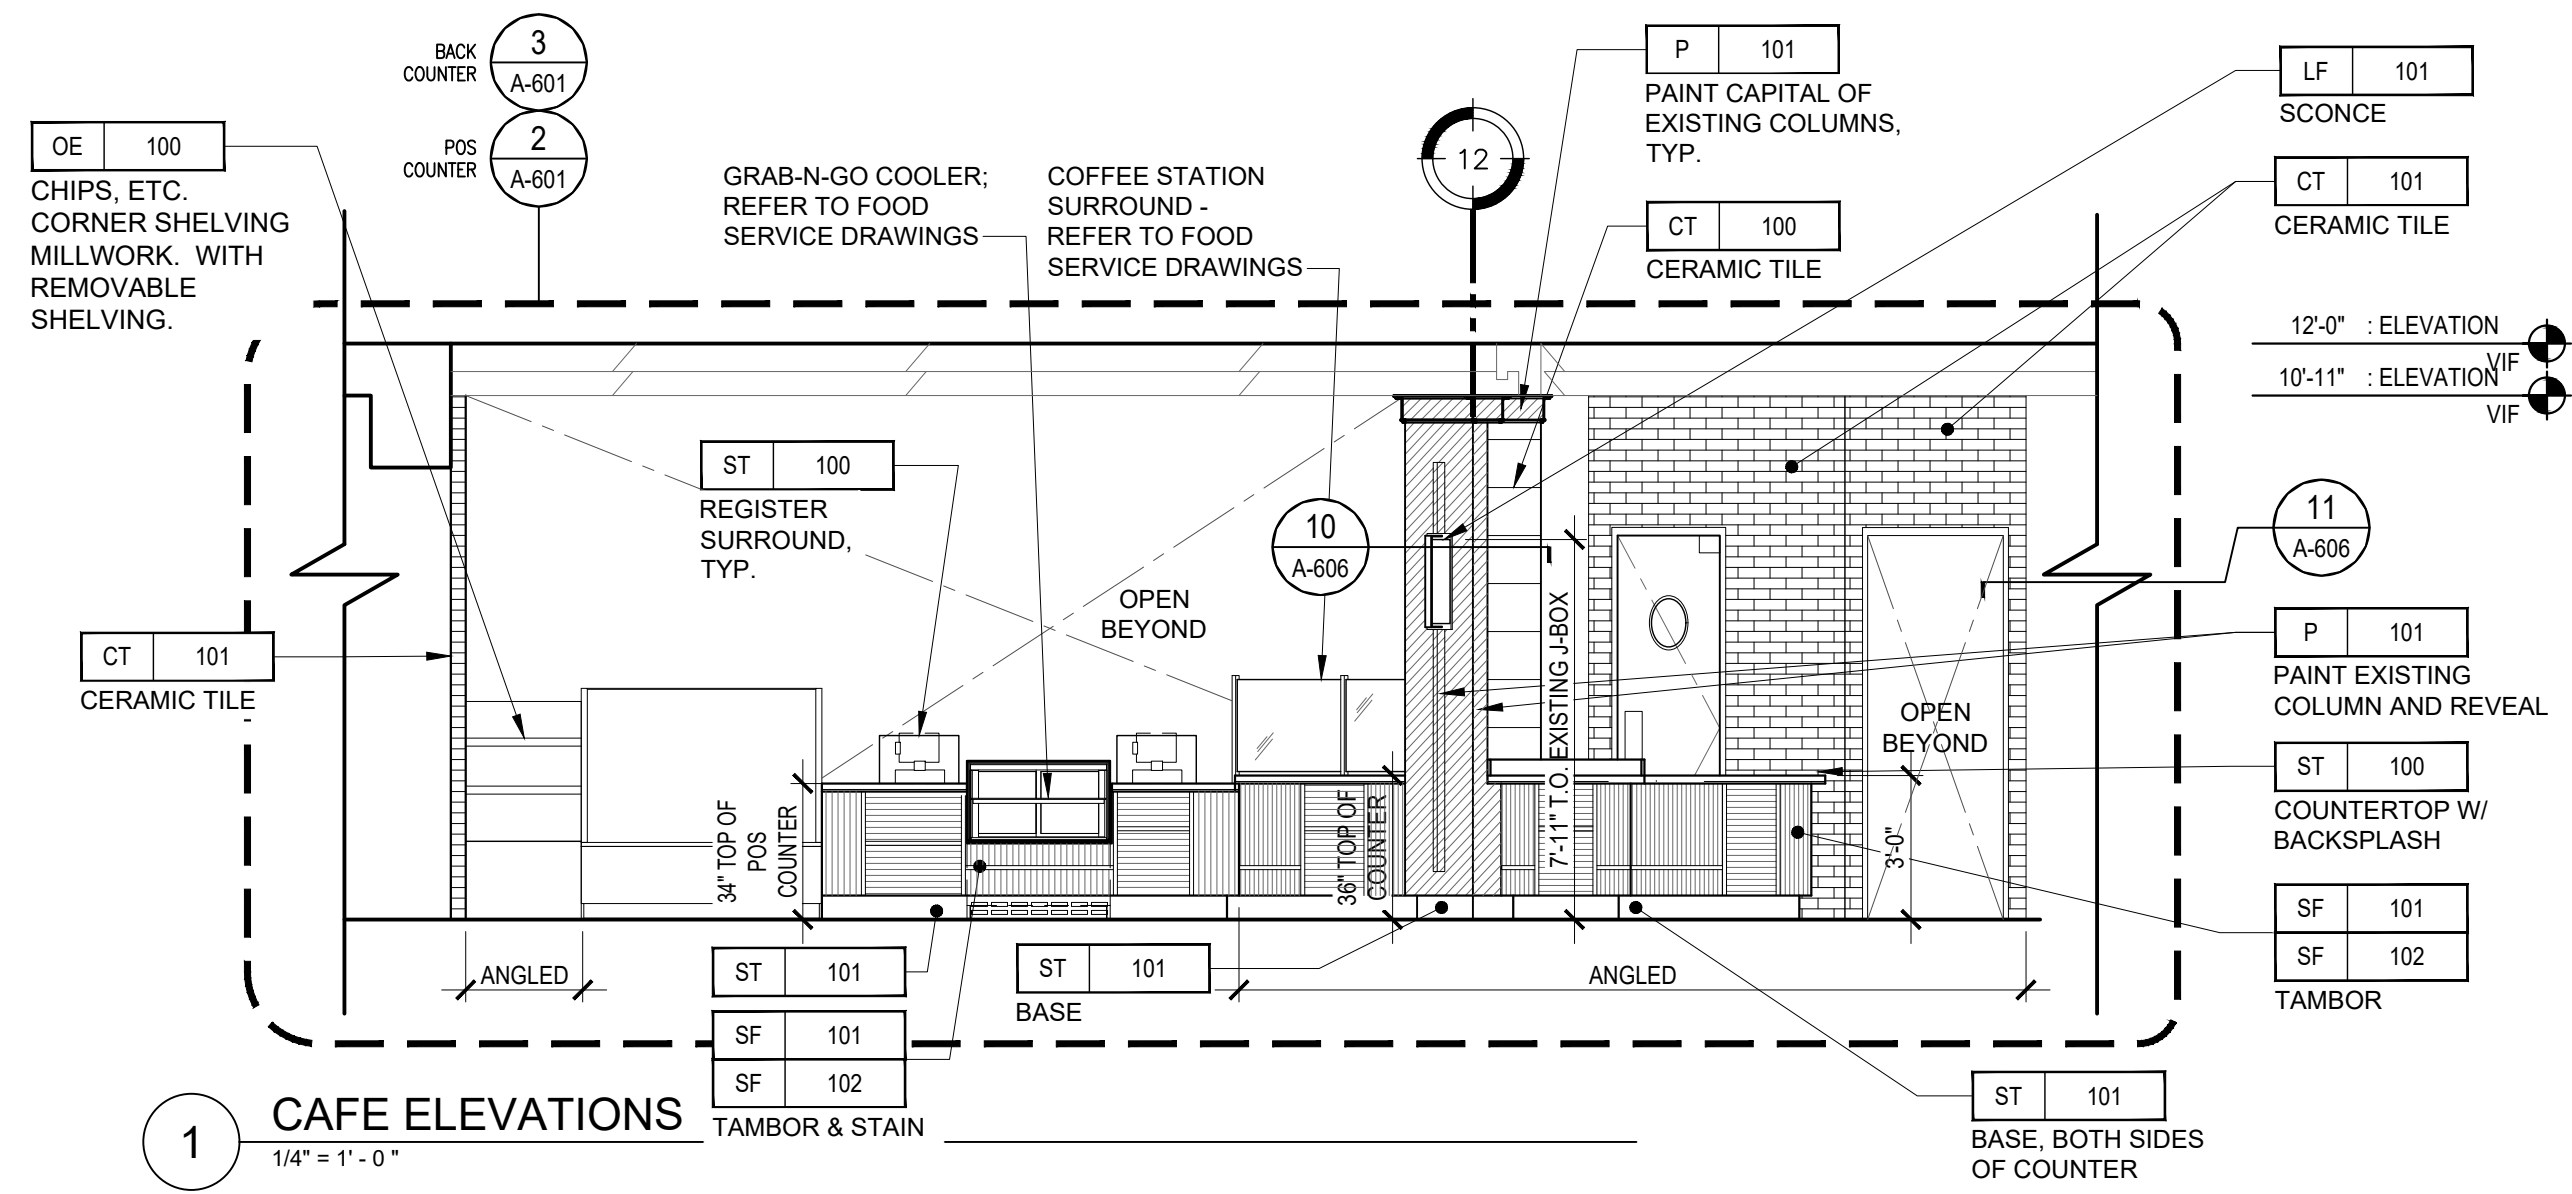 BACK
COUNTER
3
A-601
POS
COUNTER
2
A-601
OE 100
CHIPS, ETC.
CORNER SHELVING
MILLWORK.  WITH
REMOVABLE
SHELVING.
GRAB-N-GO COOLER;
REFER TO FOOD
SERVICE DRAWINGS
COFFEE STATION
SURROUND -
REFER TO FOOD
SERVICE DRAWINGS
12
P 101
PAINT CAPITAL OF
EXISTING COLUMNS,
TYP.
CT 100
CERAMIC TILE
LF 101
SCONCE
CT 101
CERAMIC TILE
12'-0" : ELEVATION
VIF
10'-11" : ELEVATION
VIF
ST 100
REGISTER
SURROUND,
TYP.
OPEN
BEYOND
10
A-606
11
A-606
CT 101
CERAMIC TILE
P 101
PAINT EXISTING
COLUMN AND REVEAL
OPEN
BEYOND
ST 100
COUNTERTOP W/
BACKSPLASH
34" TOP OF
POS
COUNTER
36" TOP OF
COUNTER
7'-11" T.O. EXISTING J-BOX
3'-0"
SF 101
SF 102
TAMBOR
ANGLED
ST 101
SF 101
SF 102
TAMBOR & STAIN
ST 101
BASE
ANGLED
ST 101
BASE, BOTH SIDES
OF COUNTER
1
CAFE ELEVATIONS
1/4" = 1' - 0 "